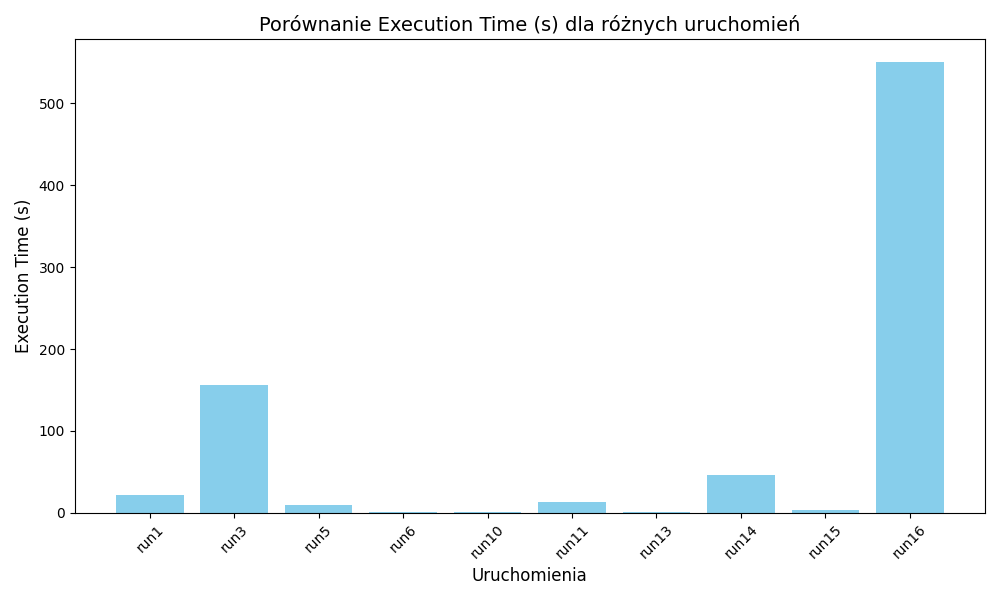 Porównanie Execution Time (s) dla różnych uruchomień
Execution Time (s)
500
400
300
200
100
0
run1
run3
run5
run6
run10
run11
run13
run14
run15
run16
Uruchomienia